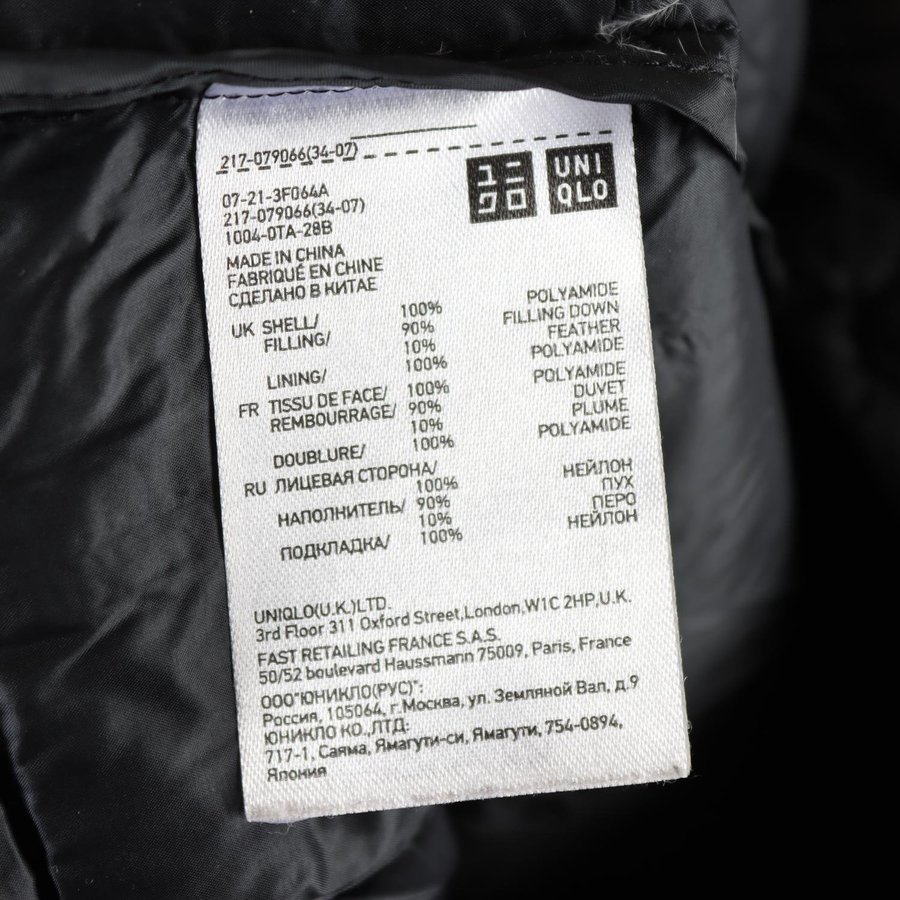 217-079066(34-07)
ユニクロ
UNIQLO
07-21-3F064A
217-079066(34-07)
1004-0TA-28B
MADE IN CHINA
FABRIQUÉ EN CHINE
СДЕЛАНО В КИТАЕ
UK SHELL/ 100% POLYAMIDE
FILLING/ 90% FILLING DOWN
10% FEATHER
LINING/ 100% POLYAMIDE
FR TISSU DE FACE/ 100% POLYAMIDE
REMBOURRAGE/ 90% DUVET
10% PLUME
DOUBLURE/ 100% POLYAMIDE
RU ЛИЦЕВАЯ СТОРОНА/
100% НЕЙЛОН
НАПОЛНИТЕЛЬ/ 90% ПУХ
10% ПЕРО
ПОДКЛАДКА/ 100% НЕЙЛОН
UNIQLO(U.K.)LTD.
3rd Floor 311 Oxford Street,London,W1C 2HP,U.K.
FAST RETAILING FRANCE S.A.S.
50/52 boulevard Haussmann 75009, Paris, France
ООО"ЮНИКЛО(РУС)":
Россия, 105064, г.Москва, ул. Земляной Вал, д.9
ЮНИКЛО КО.,ЛТД:
717-1, Саяма, Ямагути-си, Ямагути, 754-0894,
Япония